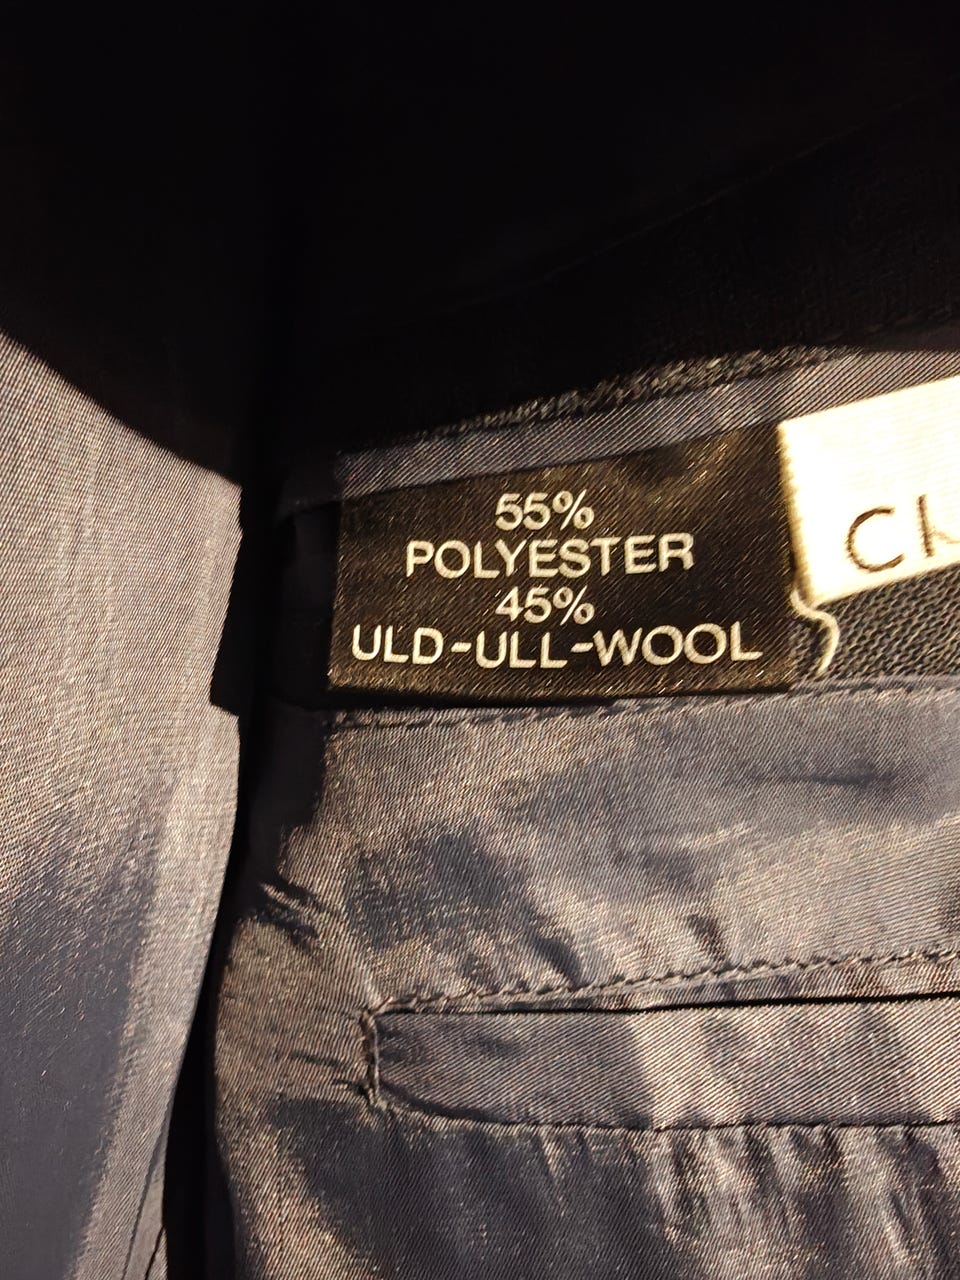 55%
POLYESTER
45%
ULD-ULL-WOOL